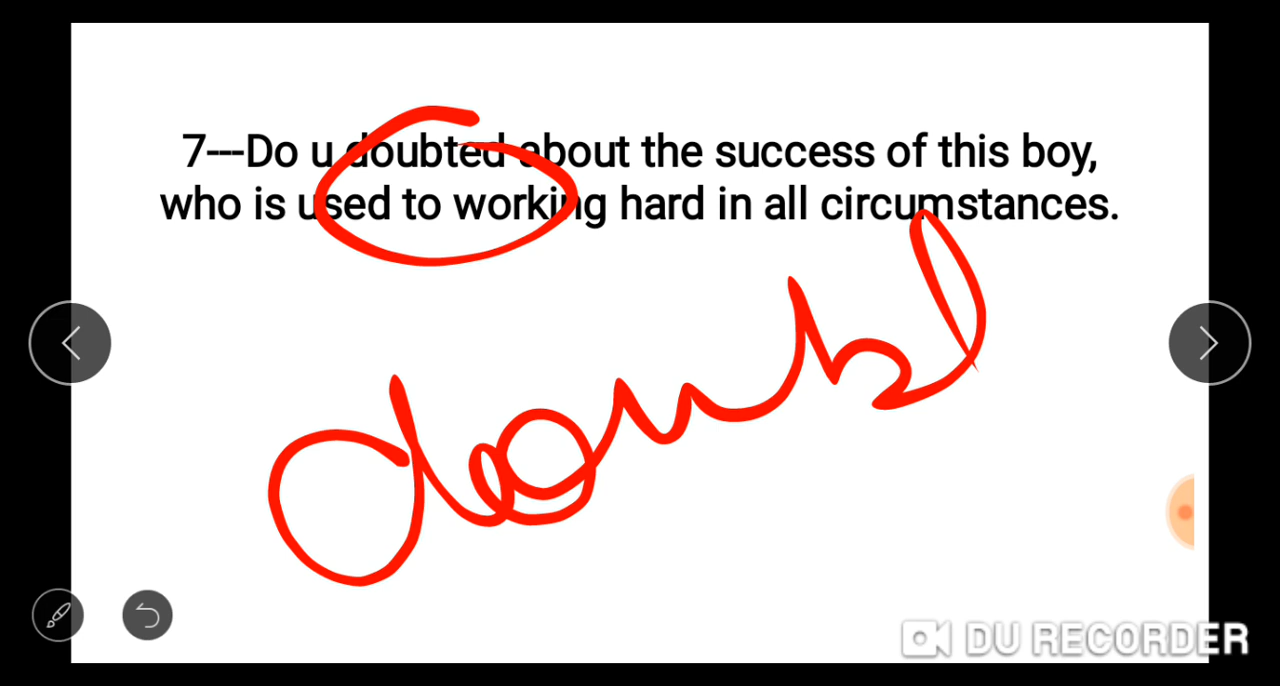 7---Do u doubted about the success of this boy,
who is used to working hard in all circumstances.
doubl
DU RECORDER